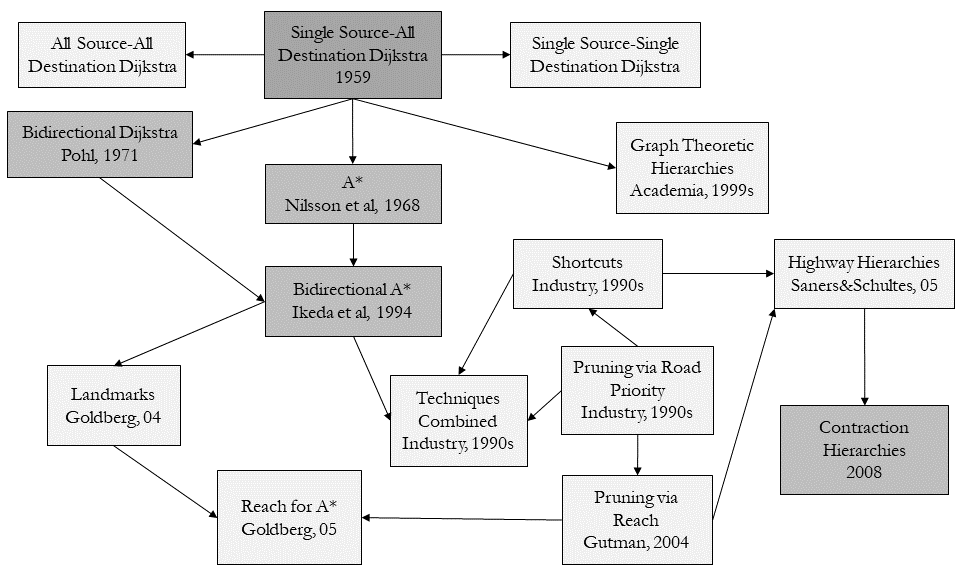 All Source-All
Destination Dijkstra
Single Source-All
Destination Dijkstra
1959
Single Source-Single
Destination Dijkstra
Bidirectional Dijkstra
Pohl, 1971
A*
Nilsson et al, 1968
Graph Theoretic
Hierarchies
Academia, 1999s
Bidirectional A*
Ikeda et al, 1994
Shortcuts
Industry, 1990s
Highway Hierarchies
Saners&Schultes, 05
Landmarks
Goldberg, 04
Techniques
Combined
Industry, 1990s
Pruning via Road
Priority
Industry, 1990s
Contraction
Hierarchies
2008
Reach for A*
Goldberg, 05
Pruning via
Reach
Gutman, 2004